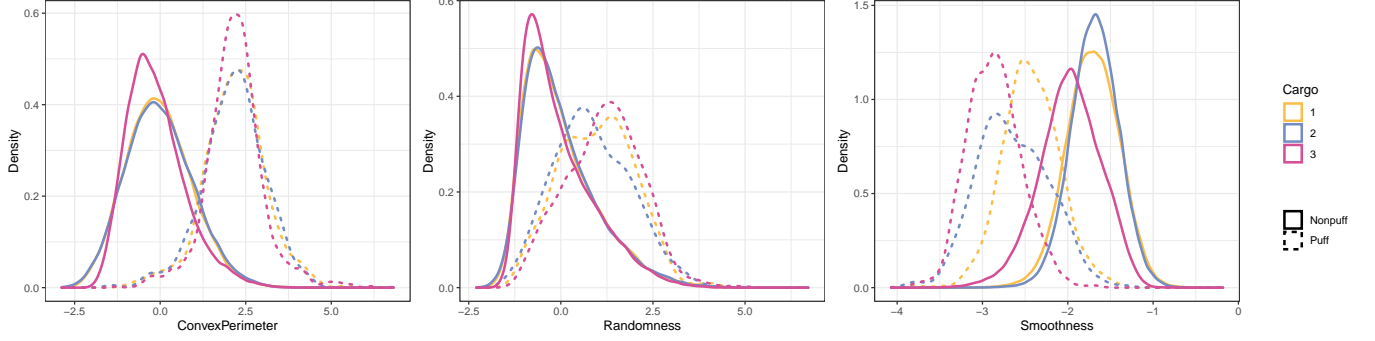 0.6
0.4
0.2
0.0
Density
−2.5 0.0 2.5 5.0
ConvexPerimeter
0.6
0.4
0.2
0.0
Density
−2.5 0.0 2.5 5.0
Randomness
1.5
1.0
0.5
0.0
Density
−4 −3 −2 −1 0
Smoothness
Cargo
1
2
3
Nonpuff
Puff